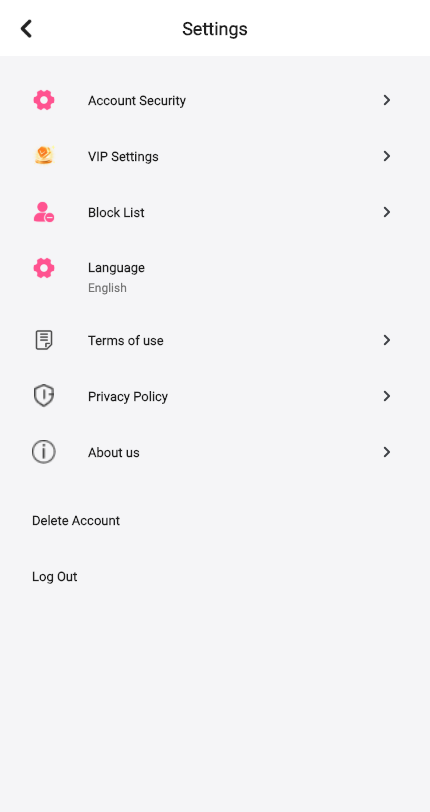 Settings
Account Security
VIP Settings
Block List
Language
English
Terms of use
Privacy Policy
About us
Delete Account
Log Out